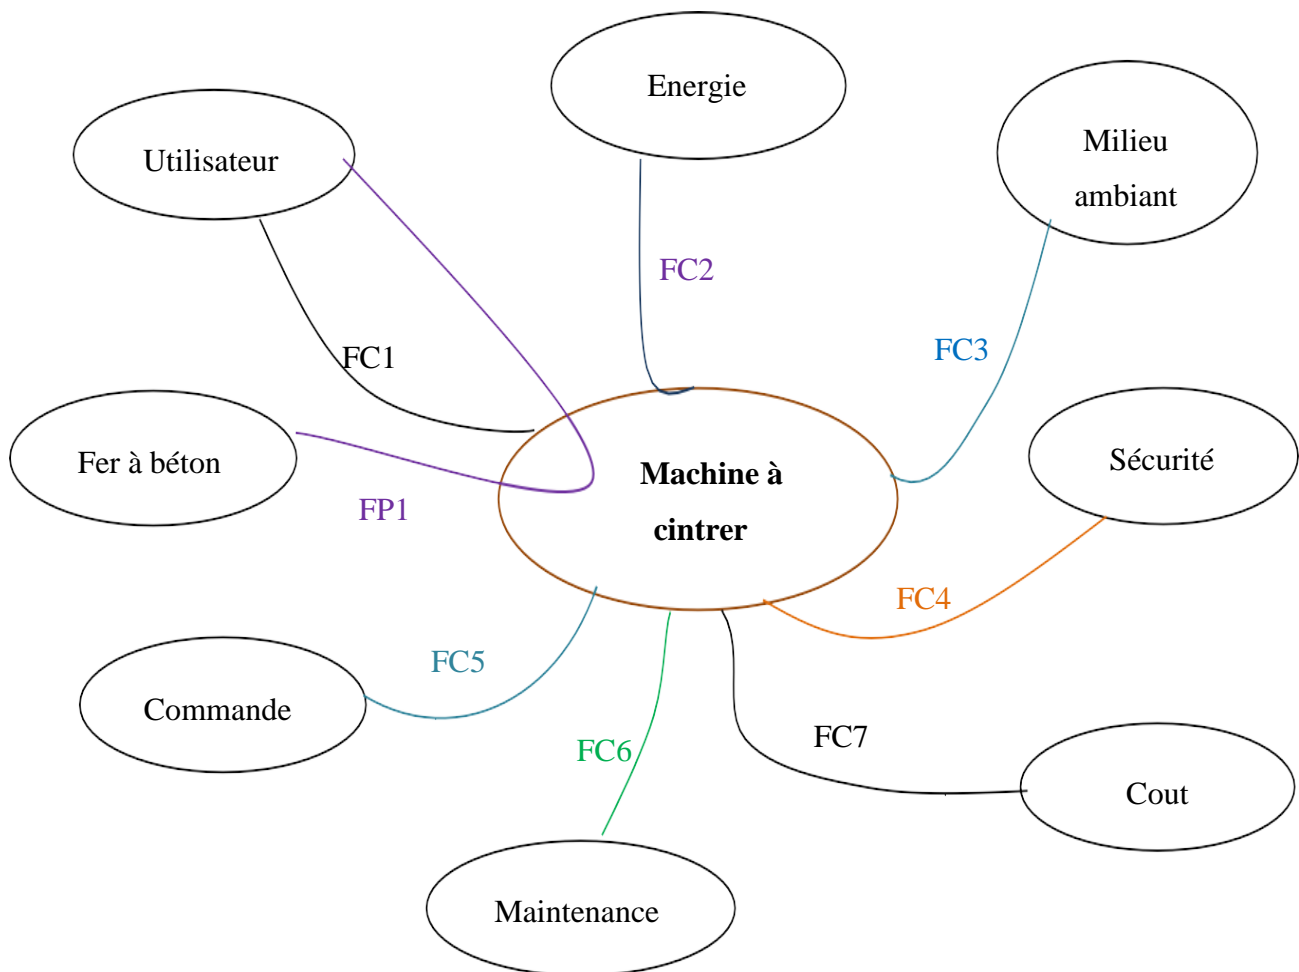 Energie
Milieu
ambiant
Utilisateur
FC2
FC3
FC1
Fer à béton
Machine à
cintrer
Sécurité
FP1
FC4
FC5
Commande
FC6
FC7
Cout
Maintenance